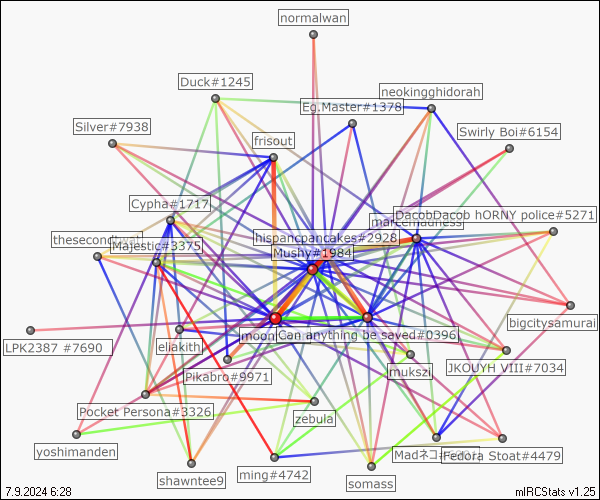 normalwan
Duck#1245
neokingghidorah
Eg.Master#1378
Silver#7938
Swirly Boi#6154
frisout
Cypha#1717
DacobDacob hORNY police#5271
hispancpancakes#2928
Majestic#3375
Mushy#1984
bigcitysamurai
moon
Can anything be saved#0396
LPK2387 #7690
eliakith
JKOUYH VIII#7034
mukszi
Pikabro#9971
Pocket Persona#3326
zebula
yoshimanden
Madネコ
Fedora Stoat#4479
shawntee9
ming#4742
somass
7.9.2024 6:28
mIRCStats v1.25